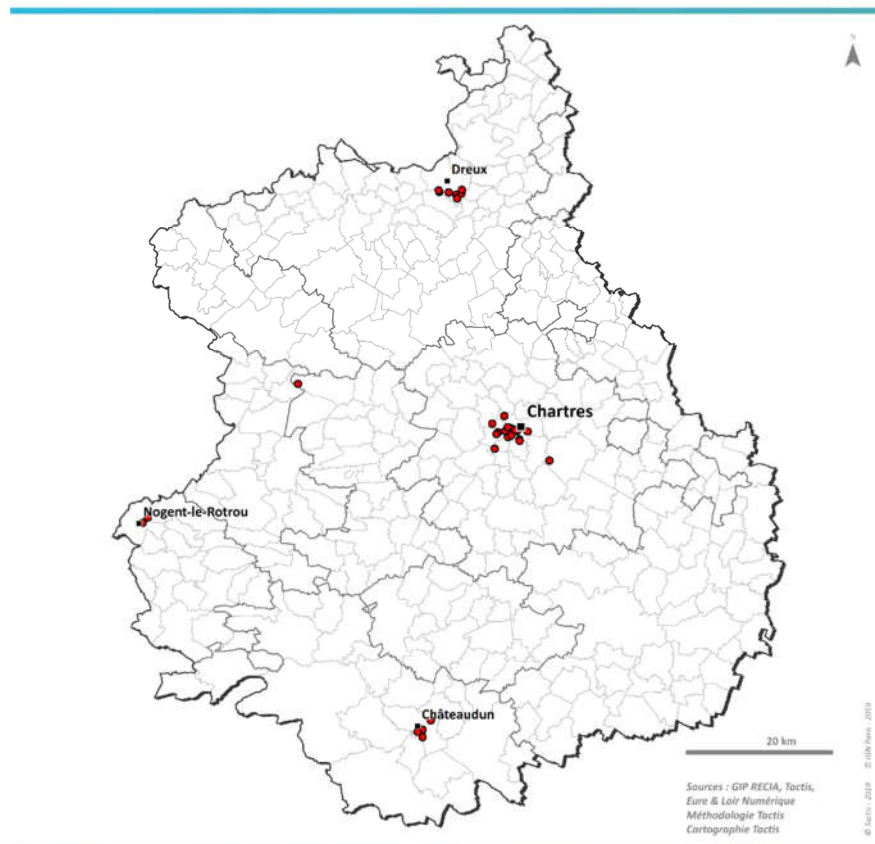 N
Dreux
Chartres
Nogent-le-Rotrou
Châteaudun
20 km
Sources : GIP RECIA, Tactis,
Eure & Loir Numérique
Méthodologie Tactis
Cartographie Tactis
© Tactis - 2019 © IGN Paris - 2019